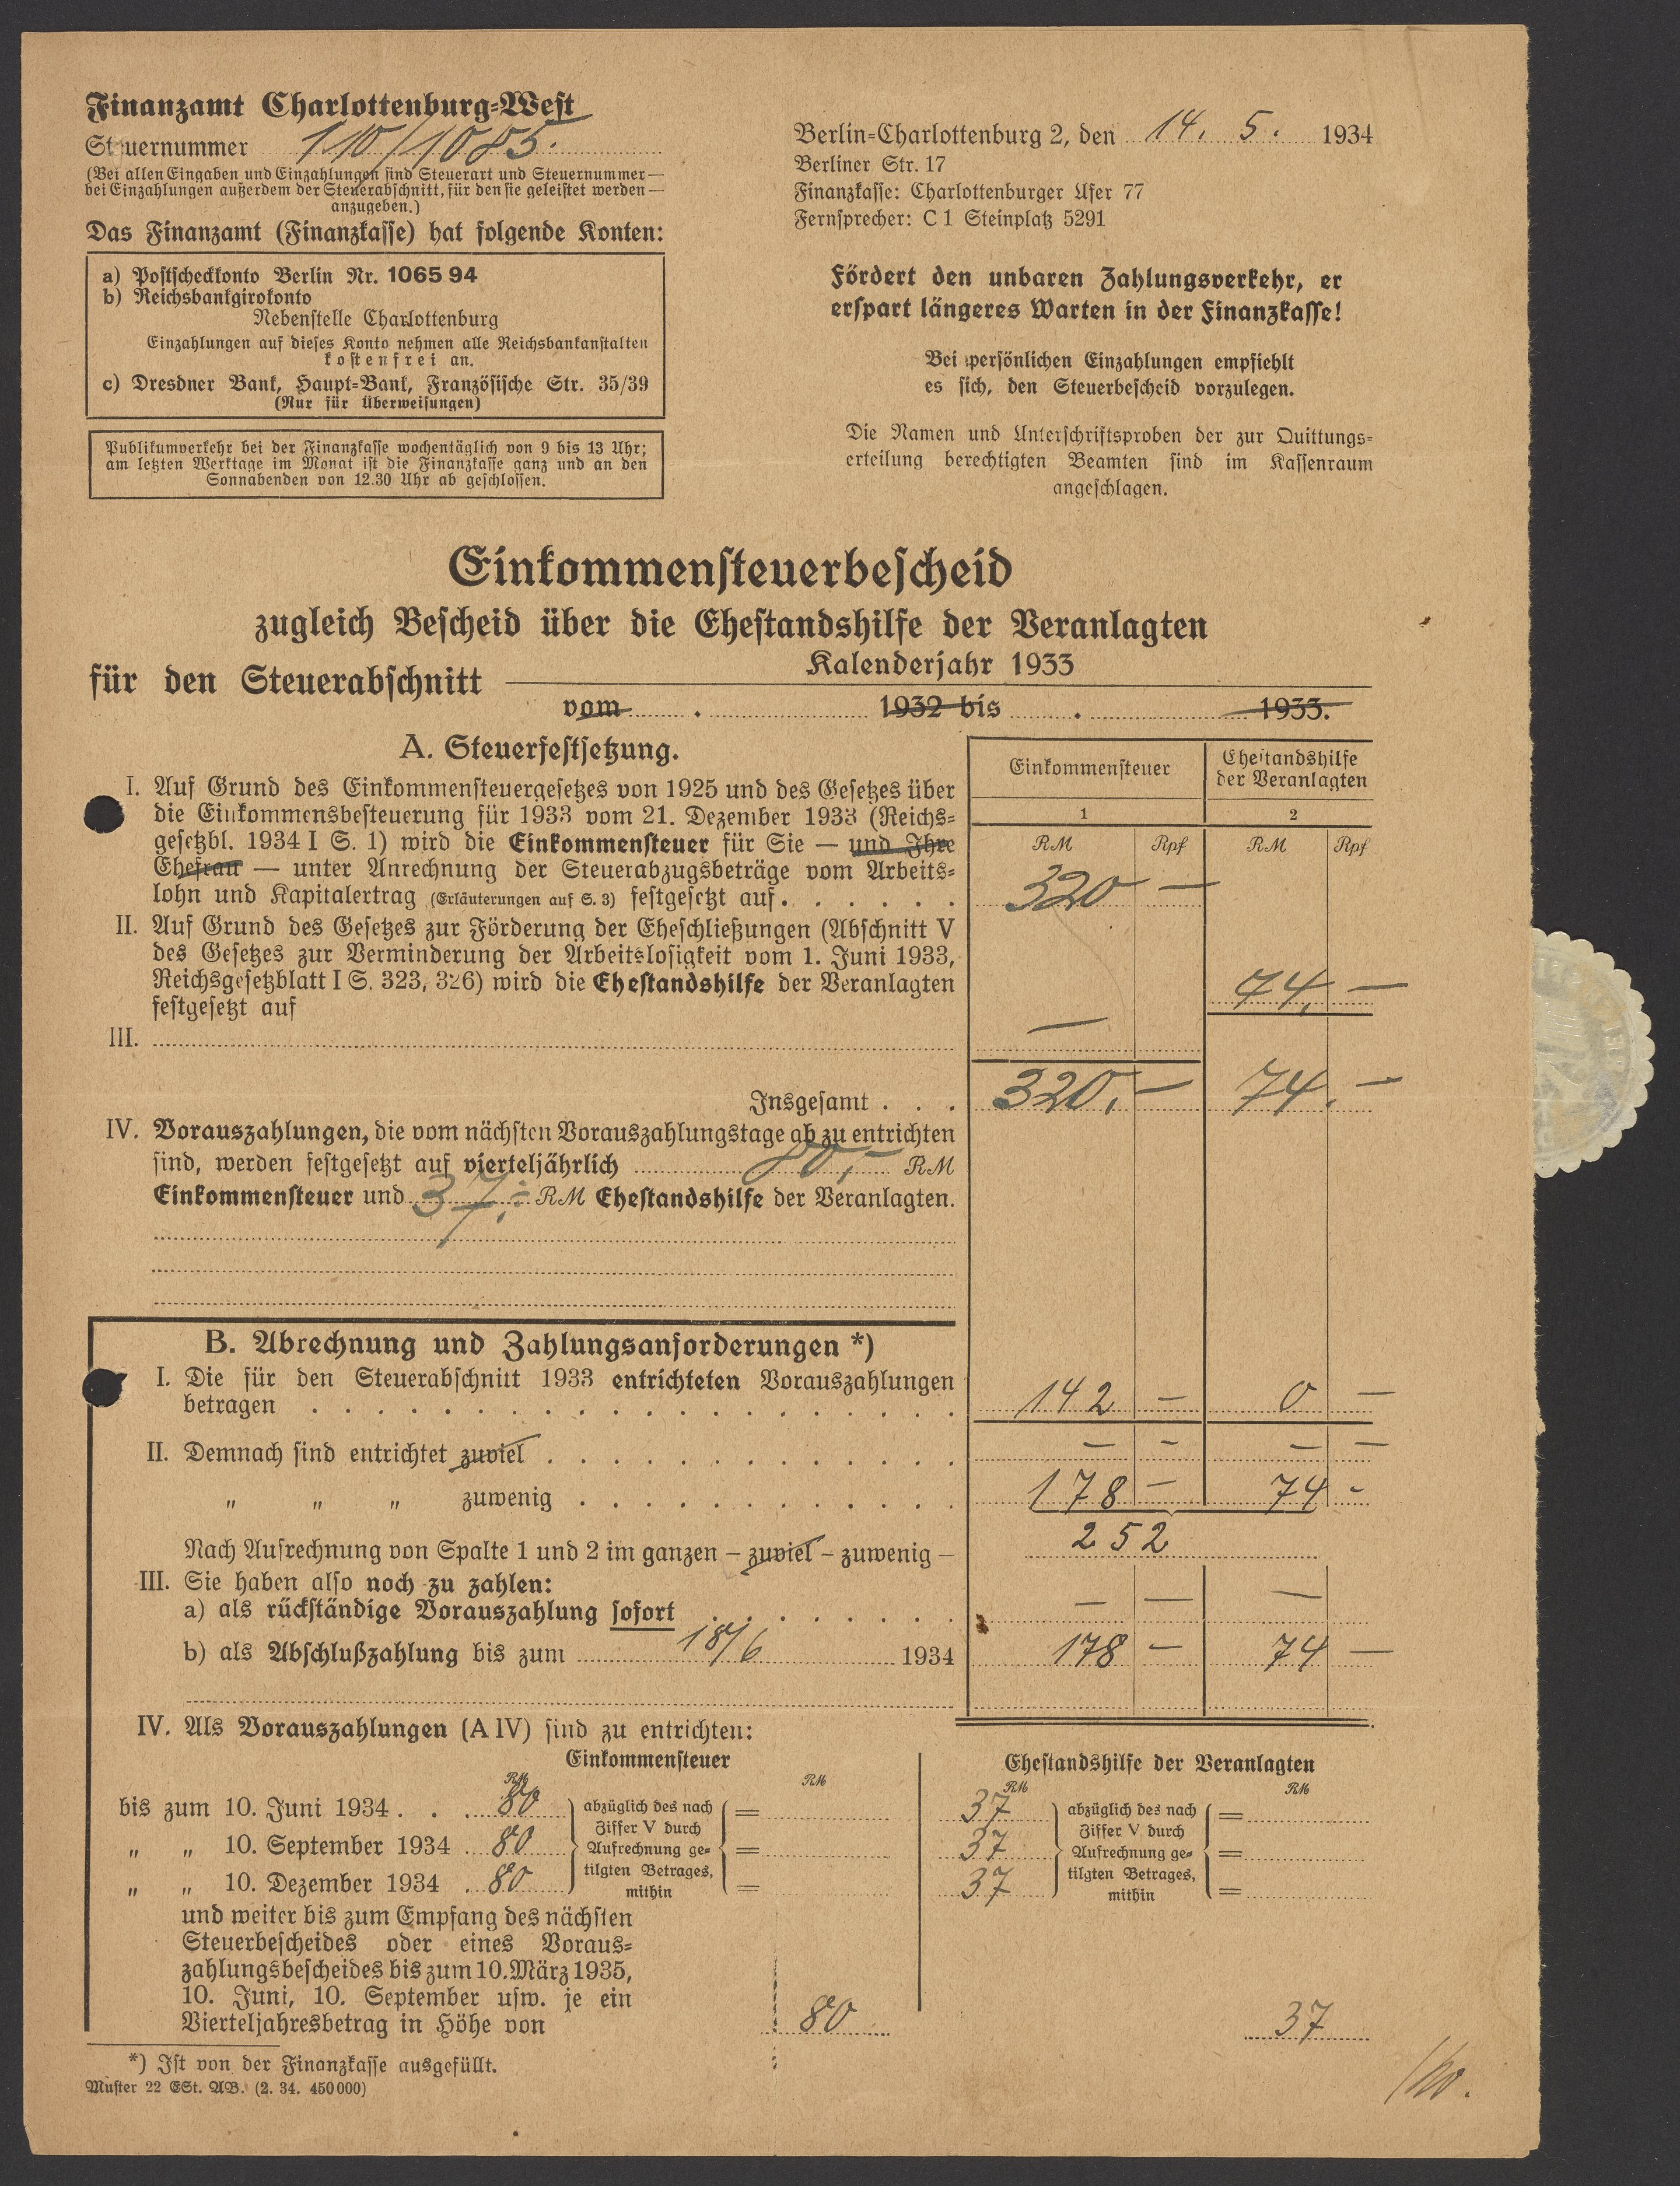 Finanzamt Charlottenburg-West
Steuernummer 110/1085.
(Bei allen Eingaben und Einzahlungen sind Steuerart und Steuernummer —
bei Einzahlungen außerdem der Steuerabschnitt, für den sie geleistet werden —
anzugeben.)
Das Finanzamt (Finanzkasse) hat folgende Konten:
a) Postscheckkonto Berlin Nr. 1065 94
b) Reichsbankgirokonto
Nebenstelle Charlottenburg
Einzahlungen auf dieses Konto nehmen alle Reichsbankanstalten
kostenfrei an.
c) Dresdner Bank, Haupt-Bank, Französische Str. 35/39
(Nur für Überweisungen)
Publikumverkehr bei der Finanzkasse wochentäglich von 9 bis 13 Uhr;
am letzten Werktage im Monat ist die Finanzkasse ganz und an den
Sonnabenden von 12.30 Uhr ab geschlossen.
Berlin-Charlottenburg 2, den 14. 5. 1934
Berliner Str. 17
Finanzkasse: Charlottenburger Ufer 77
Fernsprecher: C 1 Steinplatz 5291
Fördert den unbaren Zahlungsverkehr, er
erspart längeres Warten in der Finanzkasse!
Bei persönlichen Einzahlungen empfiehlt
es sich, den Steuerbescheid vorzulegen.
Die Namen und Unterschriftsproben der zur Quittungs-
erteilung berechtigten Beamten sind im Kassenraum
angeschlagen.
Einkommensteuerbescheid
zugleich Bescheid über die Ehestandshilfe der Veranlagten
für den Steuerabschnitt Kalenderjahr 1933
vom . 1932 bis . 1933.
A. Steuerfestsetzung.
Einkommensteuer Ehestandshilfe
der Veranlagten
1 2
RM Rpf RM Rpf
I. Auf Grund des Einkommensteuergesetzes von 1925 und des Gesetzes über
die Einkommensbesteuerung für 1933 vom 21. Dezember 1933 (Reichs-
gesetzbl. 1934 I S. 1) wird die Einkommensteuer für Sie — und Ihre
Ehefrau — unter Anrechnung der Steuerabzugsbeträge vom Arbeits-
lohn und Kapitalertrag (Erläuterungen auf S. 3) festgesetzt auf. . . . . . . 320 —
II. Auf Grund des Gesetzes zur Förderung der Eheschließungen (Abschnitt V
des Gesetzes zur Verminderung der Arbeitslosigkeit vom 1. Juni 1933,
Reichsgesetzblatt I S. 323, 326) wird die Ehestandshilfe der Veranlagten
festgesetzt auf 74, —
III. —
Insgesamt . . . 320, — 74, —
IV. Vorauszahlungen, die vom nächsten Vorauszahlungstage ab zu entrichten
sind, werden festgesetzt auf vierteljährlich 80,- RM
Einkommensteuer und 37,- RM Ehestandshilfe der Veranlagten.
B. Abrechnung und Zahlungsanforderungen *)
I. Die für den Steuerabschnitt 1933 entrichteten Vorauszahlungen
betragen . . . . . . . . . . 142 — 0 —
II. Demnach sind entrichtet zuviel . . . . . . . — — — —
" " " zuwenig . . . . . . . 178 — 74 -
Nach Aufrechnung von Spalte 1 und 2 im ganzen – zuviel – zuwenig – 252
III. Sie haben also noch zu zahlen:
a) als rückständige Vorauszahlung sofort . . . . . . — — —
b) als Abschlußzahlung bis zum 18/6 1934 178 — 74 —
IV. Als Vorauszahlungen (A IV) sind zu entrichten:
Einkommensteuer Ehestandshilfe der Veranlagten
RM RM RM RM
bis zum 10. Juni 1934 . . . 80 abzüglich des nach = 37 abzüglich des nach =
Ziffer V durch Ziffer V durch
" " 10. September 1934 . 80 Aufrechnung ge- = 37 Aufrechnung ge- =
tilgten Betrages, tilgten Betrages,
" " 10. Dezember 1934 . 80 mithin = 37 mithin =
und weiter bis zum Empfang des nächsten
Steuerbescheides oder eines Voraus-
zahlungsbescheides bis zum 10. März 1935,
10. Juni, 10. September usw. je ein
Vierteljahresbetrag in Höhe von 80 37
*) Ist von der Finanzkasse ausgefüllt.
Muster 22 ESt. AB. (2. 34. 450000)